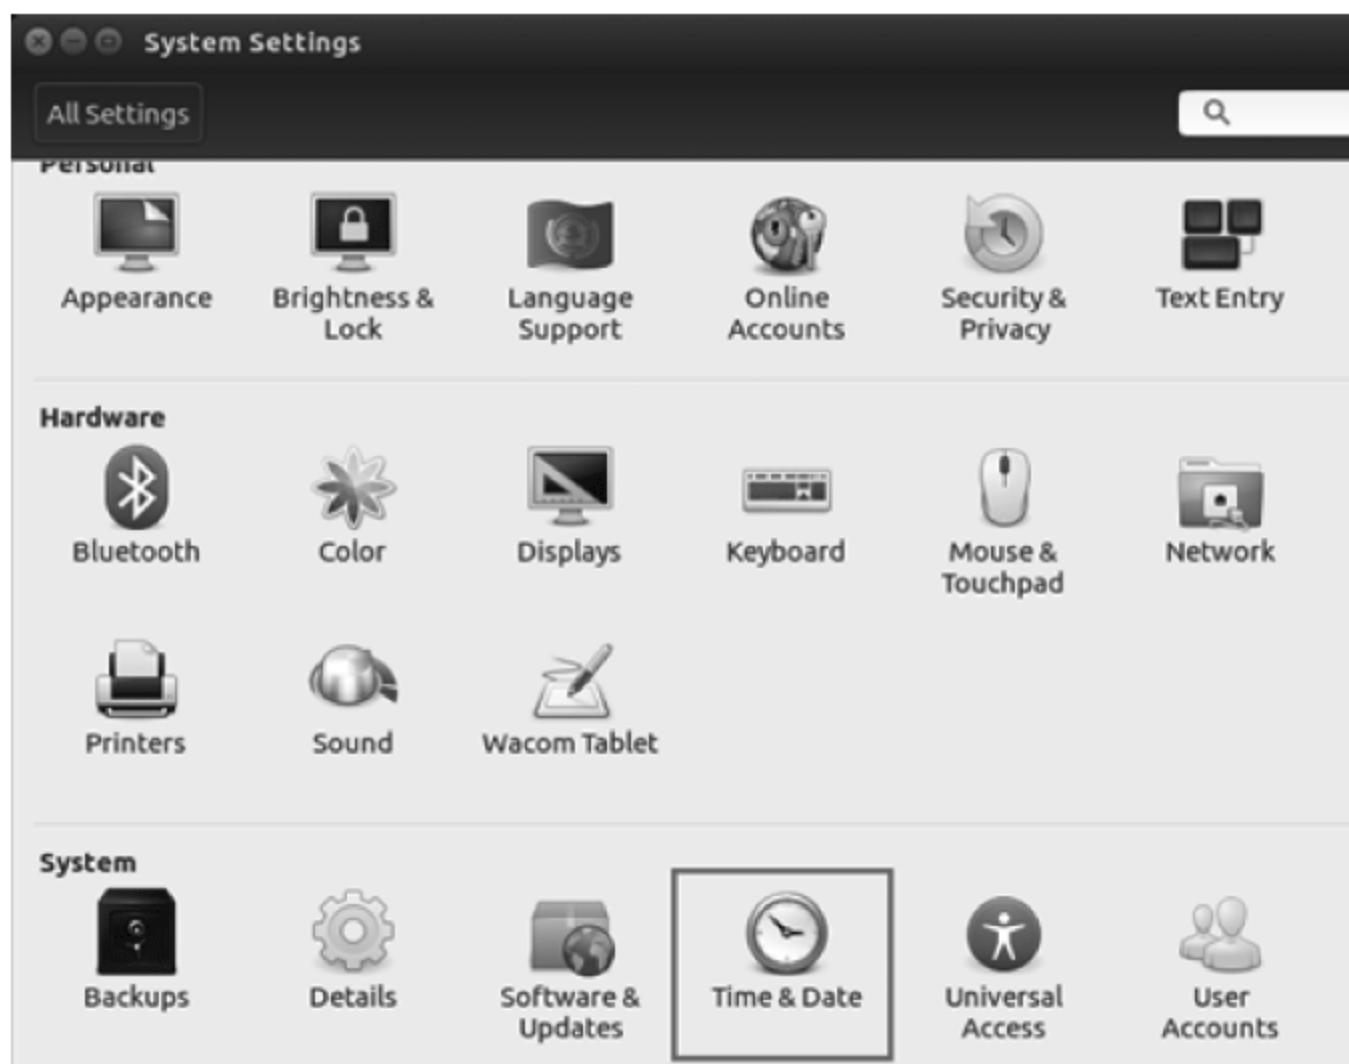 System Settings
All Settings
Personal
Appearance
Brightness &
Lock
Language
Support
Online
Accounts
Security &
Privacy
Text Entry
Hardware
Bluetooth
Color
Displays
Keyboard
Mouse &
Touchpad
Network
Printers
Sound
Wacom Tablet
System
Backups
Details
Software &
Updates
Time & Date
Universal
Access
User
Accounts